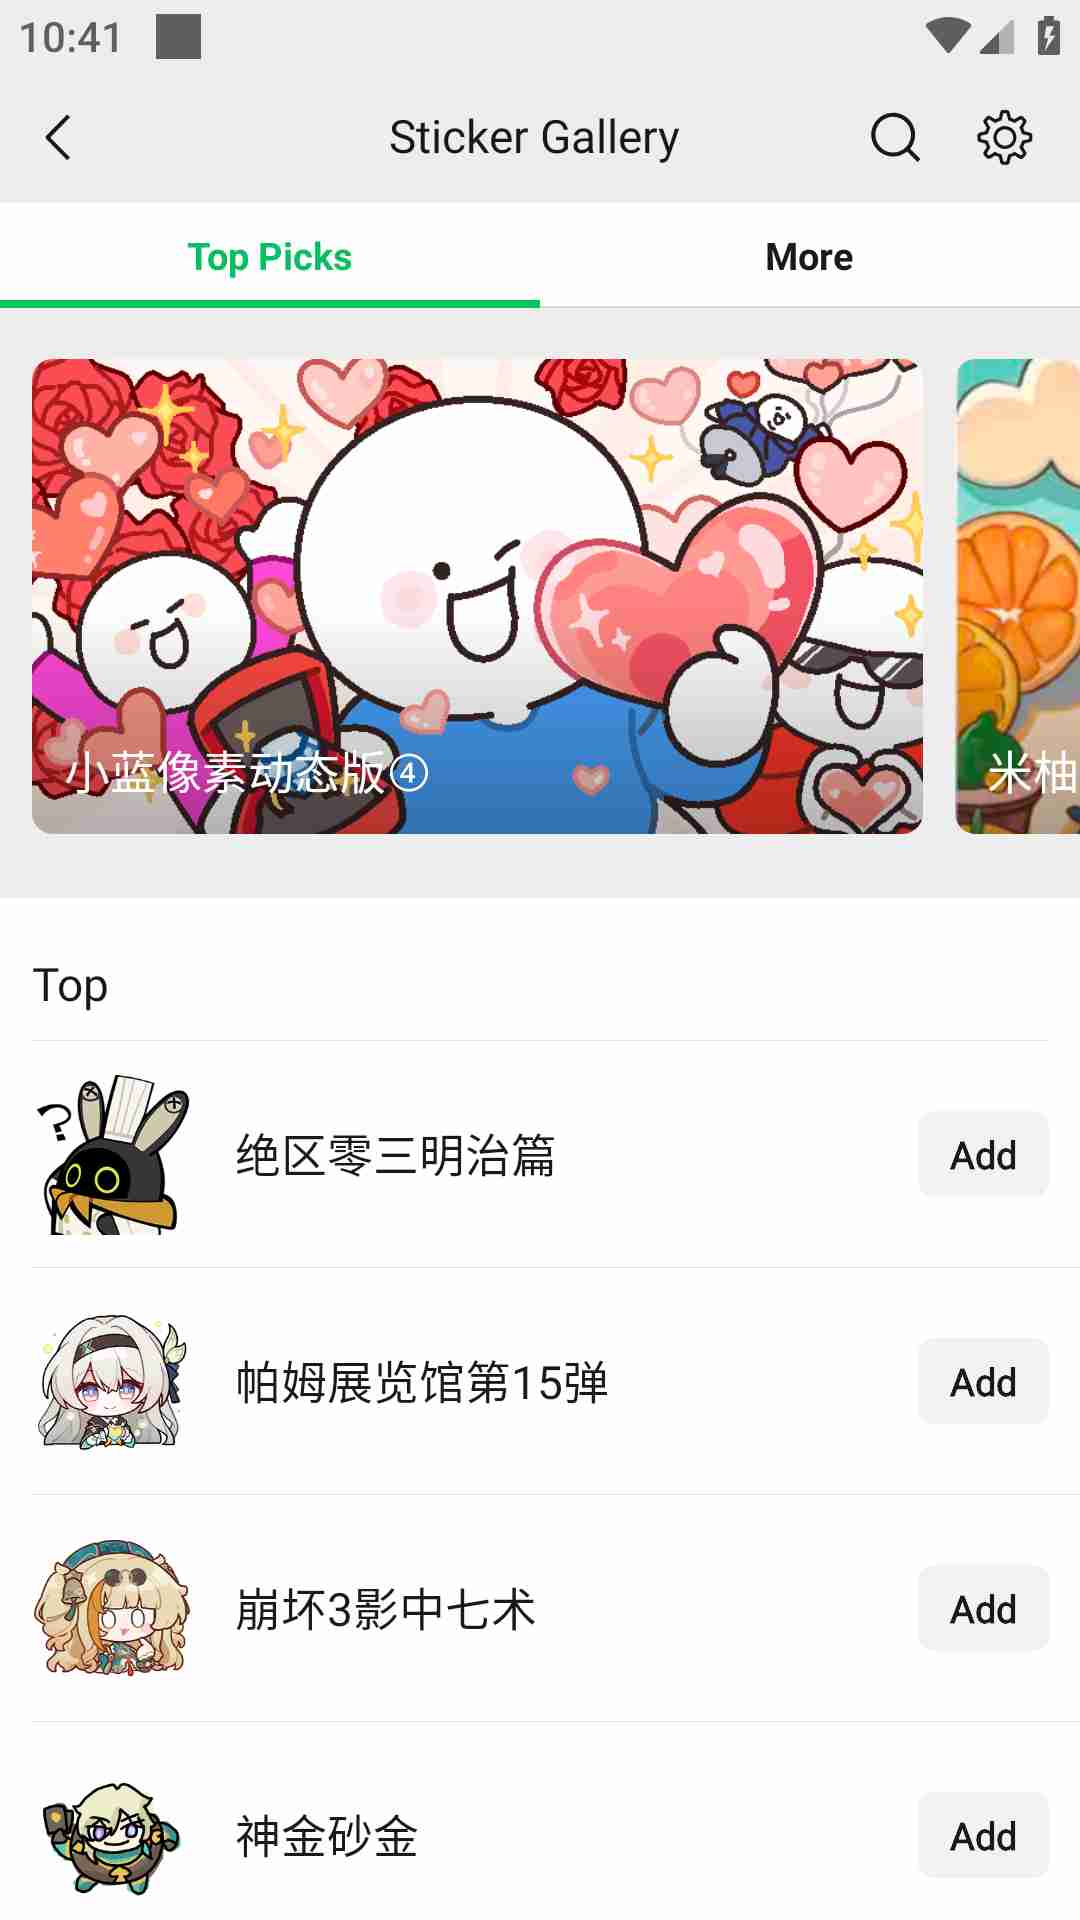 10:41
Sticker Gallery
Top Picks
More
小蓝像素动态版④
米柚
Top
绝区零三明治篇
Add
帕姆展览馆第15弹
Add
崩坏3影中七术
Add
神金砂金
Add